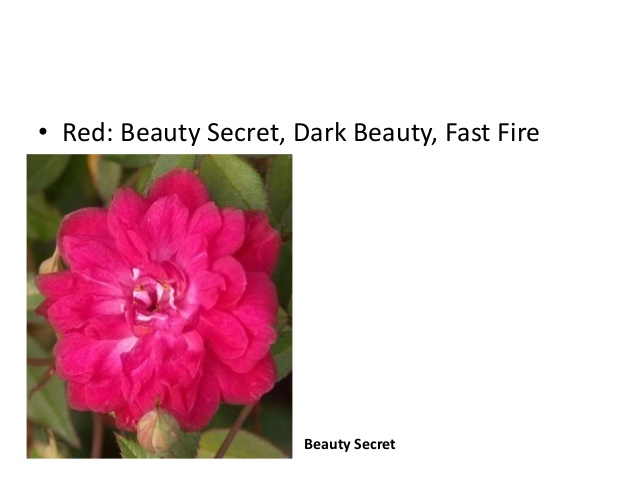 • Red: Beauty Secret, Dark Beauty, Fast Fire
Beauty Secret